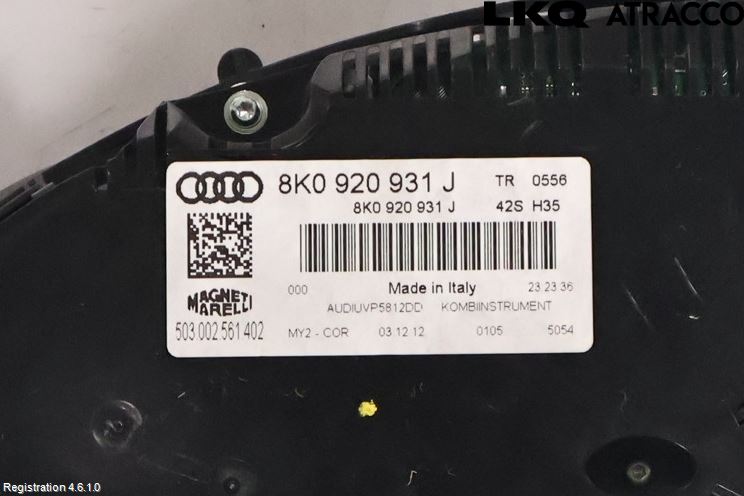 LKQ ATRACCO
8K0 920 931 J TR 0556
8K0 920 931 J 42S H35
000 Made in Italy 23 23 36
AUDIUVP5812DD KOMBIINSTRUMENT
MAGNETI MARELLI
503.002.561.402 MY2 - COR 03 12 12 0105 5054
Registration 4.6.1.0